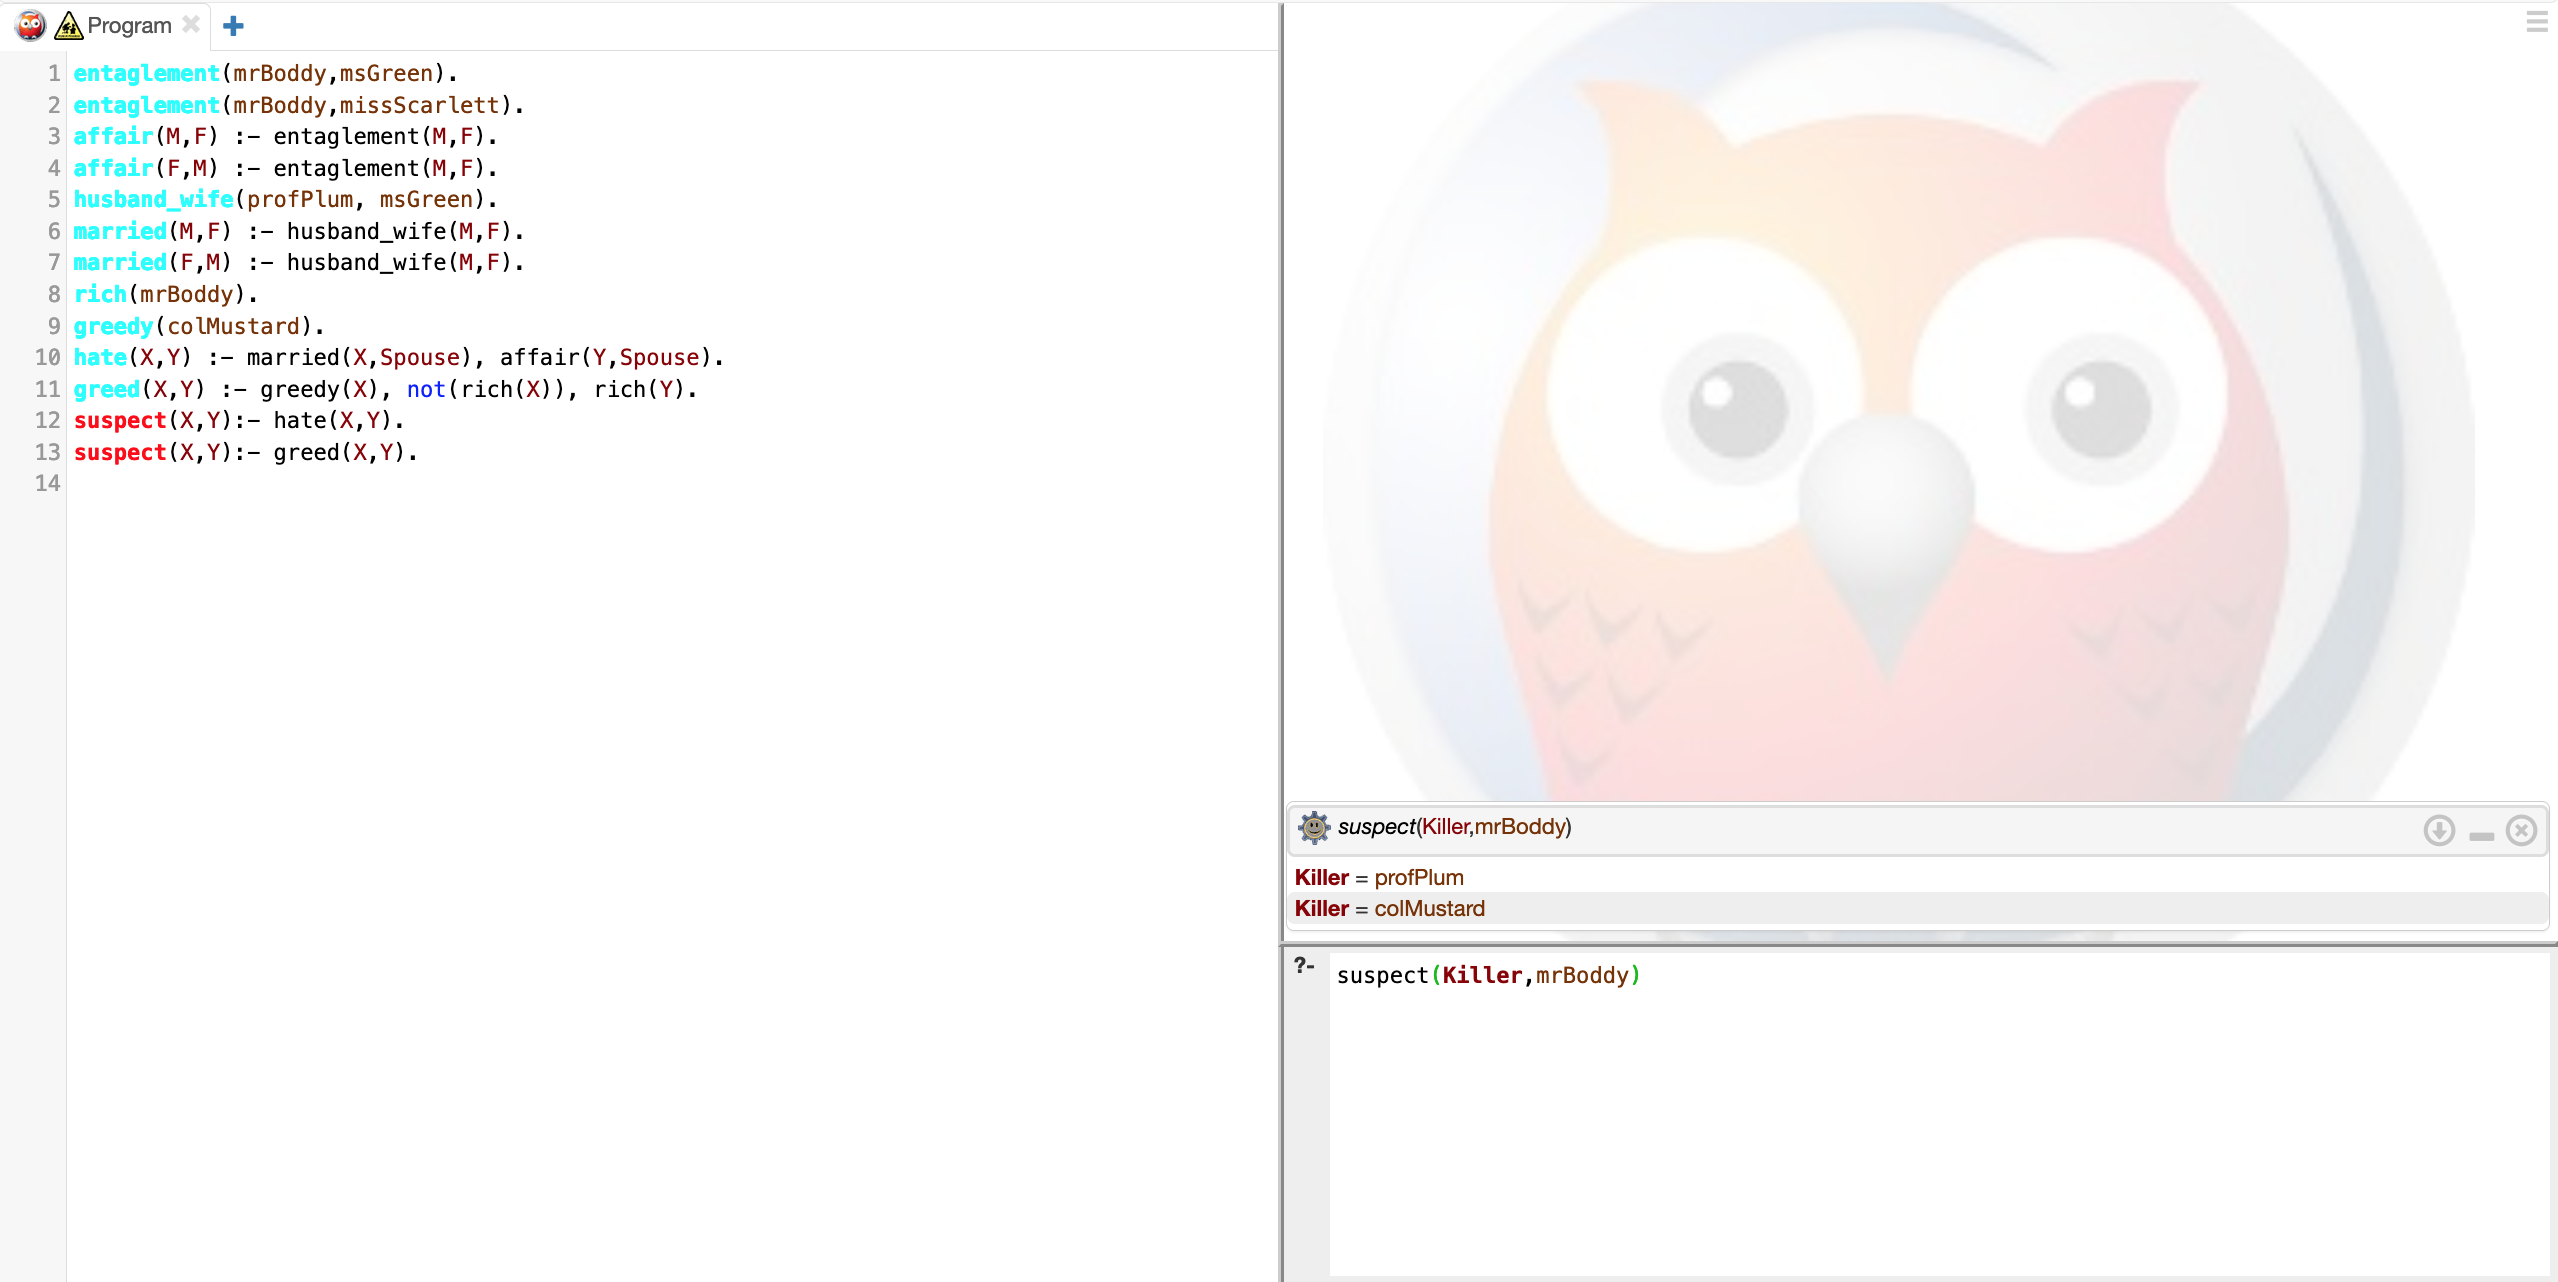 Program
1 entaglement(mrBoddy,msGreen).
2 entaglement(mrBoddy,missScarlett).
3 affair(M,F) :- entaglement(M,F).
4 affair(F,M) :- entaglement(M,F).
5 husband_wife(profPlum, msGreen).
6 married(M,F) :- husband_wife(M,F).
7 married(F,M) :- husband_wife(M,F).
8 rich(mrBoddy).
9 greedy(colMustard).
10 hate(X,Y) :- married(X,Spouse), affair(Y,Spouse).
11 greed(X,Y) :- greedy(X), not(rich(X)), rich(Y).
12 suspect(X,Y):- hate(X,Y).
13 suspect(X,Y):- greed(X,Y).
14
suspect(Killer,mrBoddy)
Killer = profPlum
Killer = colMustard
?- suspect(Killer,mrBoddy)